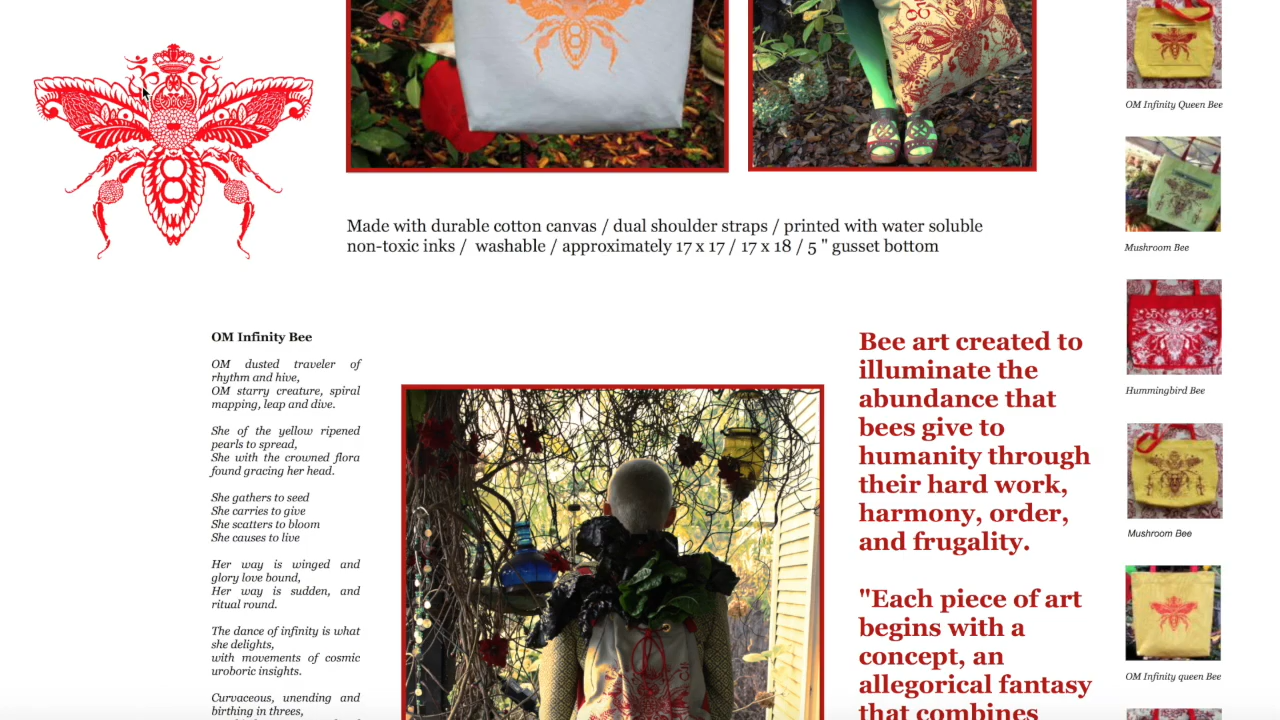 Made with durable cotton canvas / dual shoulder straps / printed with water soluble
non-toxic inks / washable / approximately 17 x 17 / 17 x 18 / 5 " gusset bottom
OM Infinity Bee
OM dusted traveler of
rhythm and hive,
OM starry creature, spiral
mapping, leap and dive.
She of the yellow ripened
pearls to spread,
She with the crowned flora
found gracing her head.
She gathers to seed
She carries to give
She scatters to bloom
She causes to live
Her way is winged and
glory love bound,
Her way is sudden, and
ritual round.
The dance of infinity is what
she delights,
with movements of cosmic
uroboric insights.
Curvaceous, unending and
birthing in threes,
Bee art created to
illuminate the
abundance that
bees give to
humanity through
their hard work,
harmony, order,
and frugality.
"Each piece of art
begins with a
concept, an
allegorical fantasy
that combines
OM Infinity Queen Bee
Mushroom Bee
Hummingbird Bee
Mushroom Bee
OM Infinity queen Bee